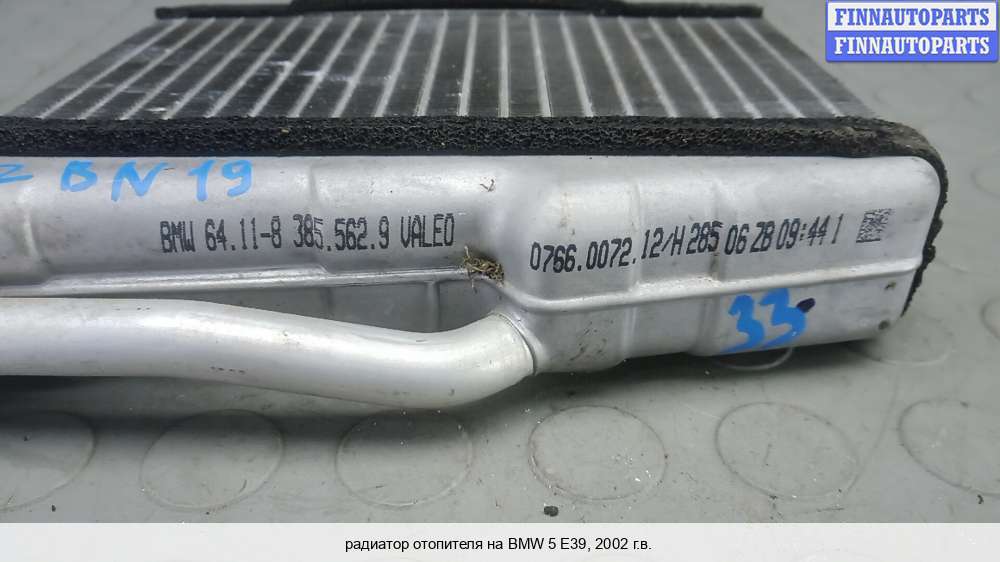 FINNAUTOPARTS
FINNAUTOPARTS
BN 19
BMW 64.11-8 385.562.9 VALEO
0766.0072.12/H 285 06 ZB 09:44 1
33
радиатор отопителя на BMW 5 E39, 2002 г.в.